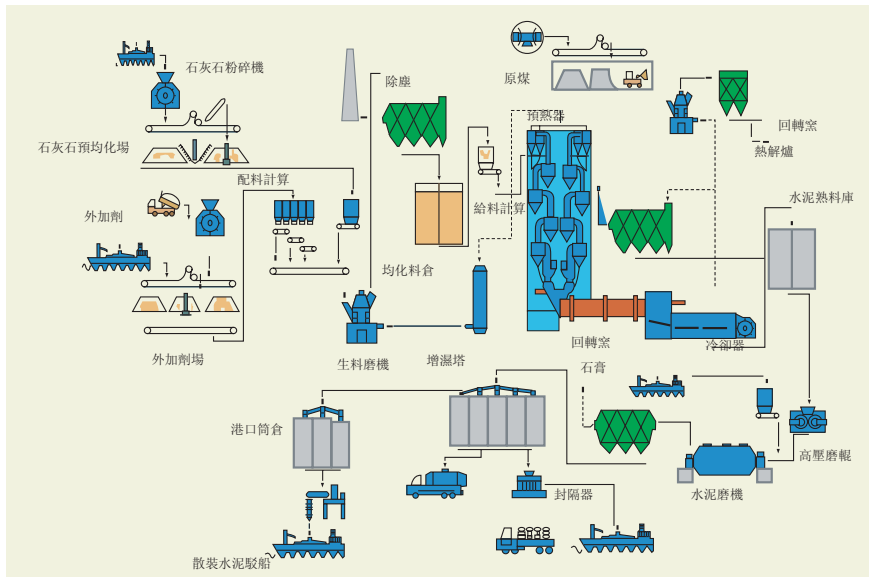 石灰石粉碎機
除塵
原煤
預熱器
回轉窯
熱解爐
石灰石預均化場
配料計算
給料計算
水泥熟料庫
外加劑
均化料倉
外加劑場
生料磨機
增濕塔
回轉窯
冷卻器
石膏
港口筒倉
高壓磨輥
封隔器
水泥磨機
散裝水泥駁船